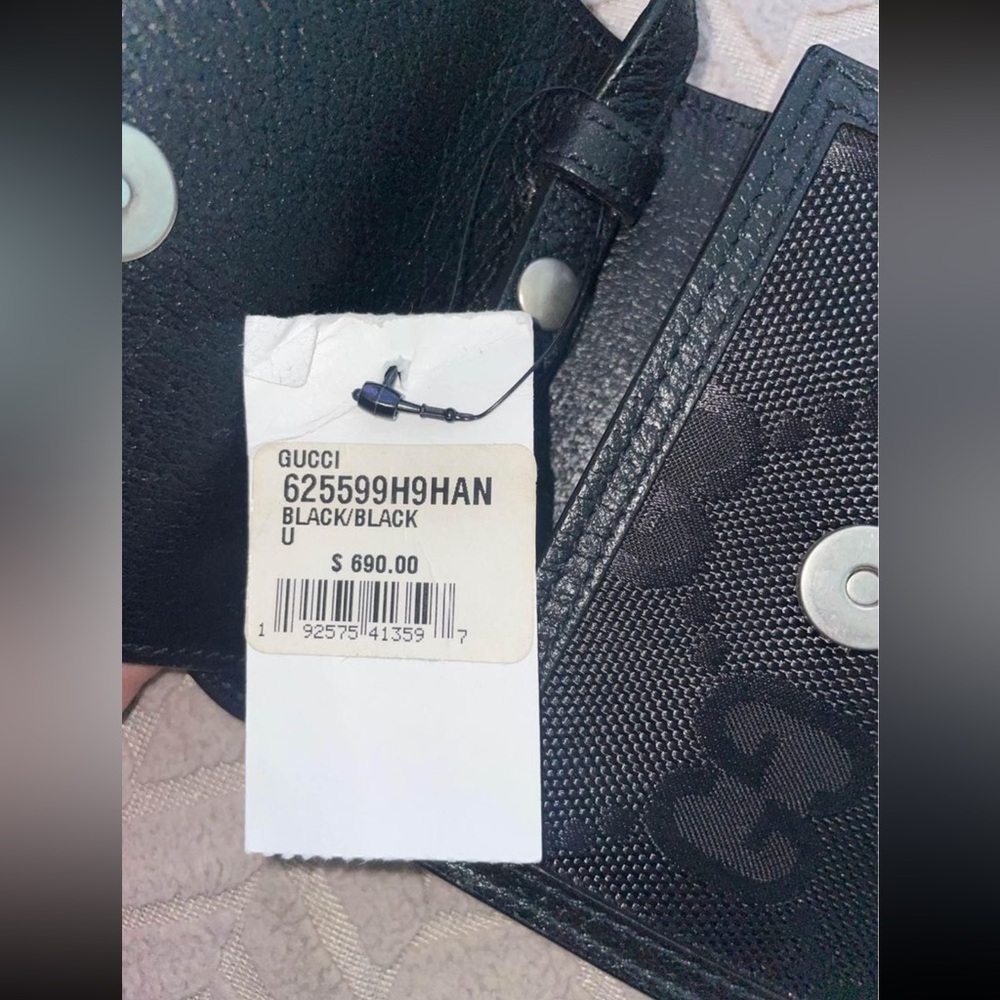 GUCCI
625599H9HAN
BLACK/BLACK
U
$ 690.00
1 92575 41359 7